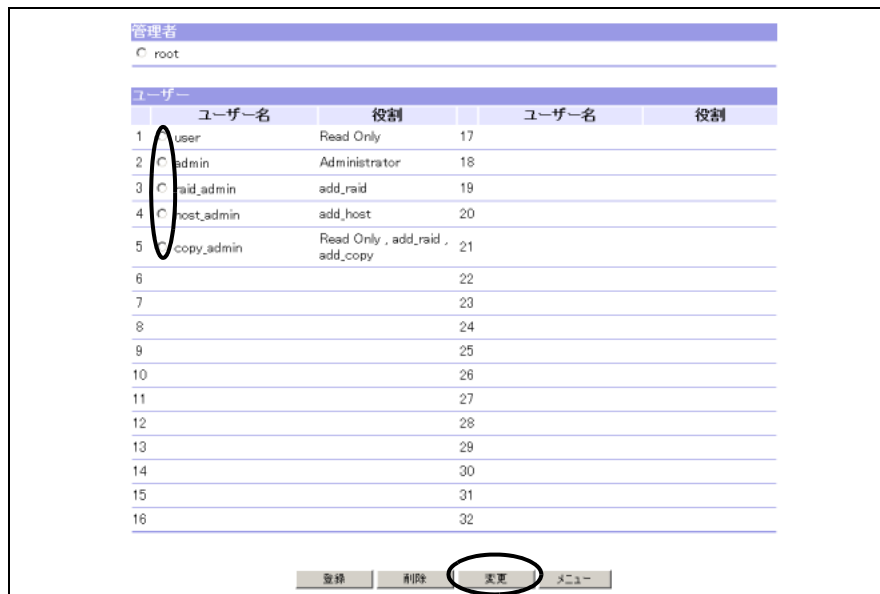 管理者
root
ユーザー
ユーザー名 役割 ユーザー名 役割
1 user Read Only 17
2 admin Administrator 18
3 raid_admin add_raid 19
4 host_admin add_host 20
5 copy_admin Read Only , add_raid , add_copy 21
6 22
7 23
8 24
9 25
10 26
11 27
12 28
13 29
14 30
15 31
16 32
登録 削除 変更 メニュー